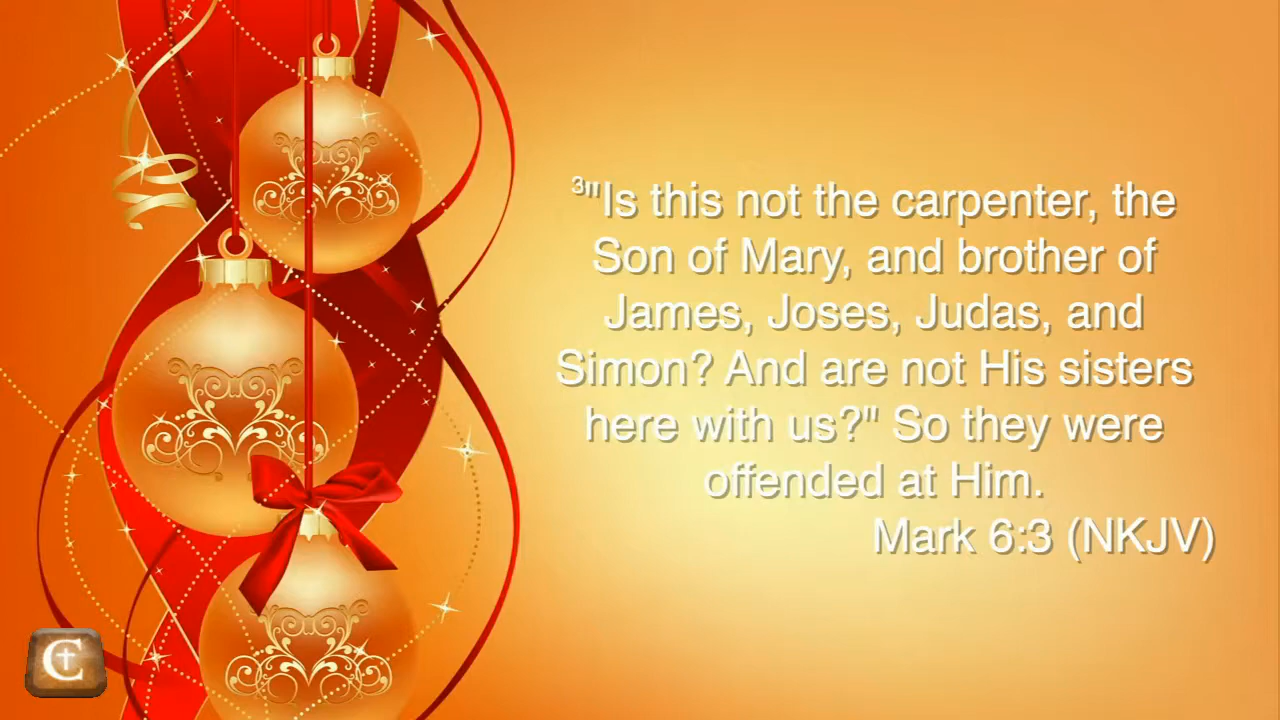 ³"Is this not the carpenter, the
Son of Mary, and brother of
James, Joses, Judas, and
Simon? And are not His sisters
here with us?" So they were
offended at Him.
Mark 6:3 (NKJV)
C